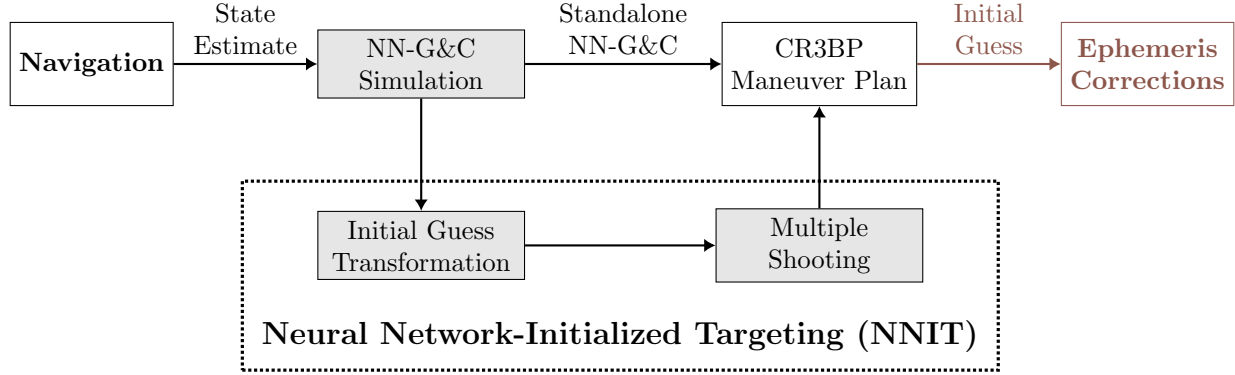 State
Estimate
Standalone
NN-G&C
Initial
Guess
Navigation
NN-G&C
Simulation
CR3BP
Maneuver Plan
Ephemeris
Corrections
Initial Guess
Transformation
Multiple
Shooting
Neural Network-Initialized Targeting (NNIT)